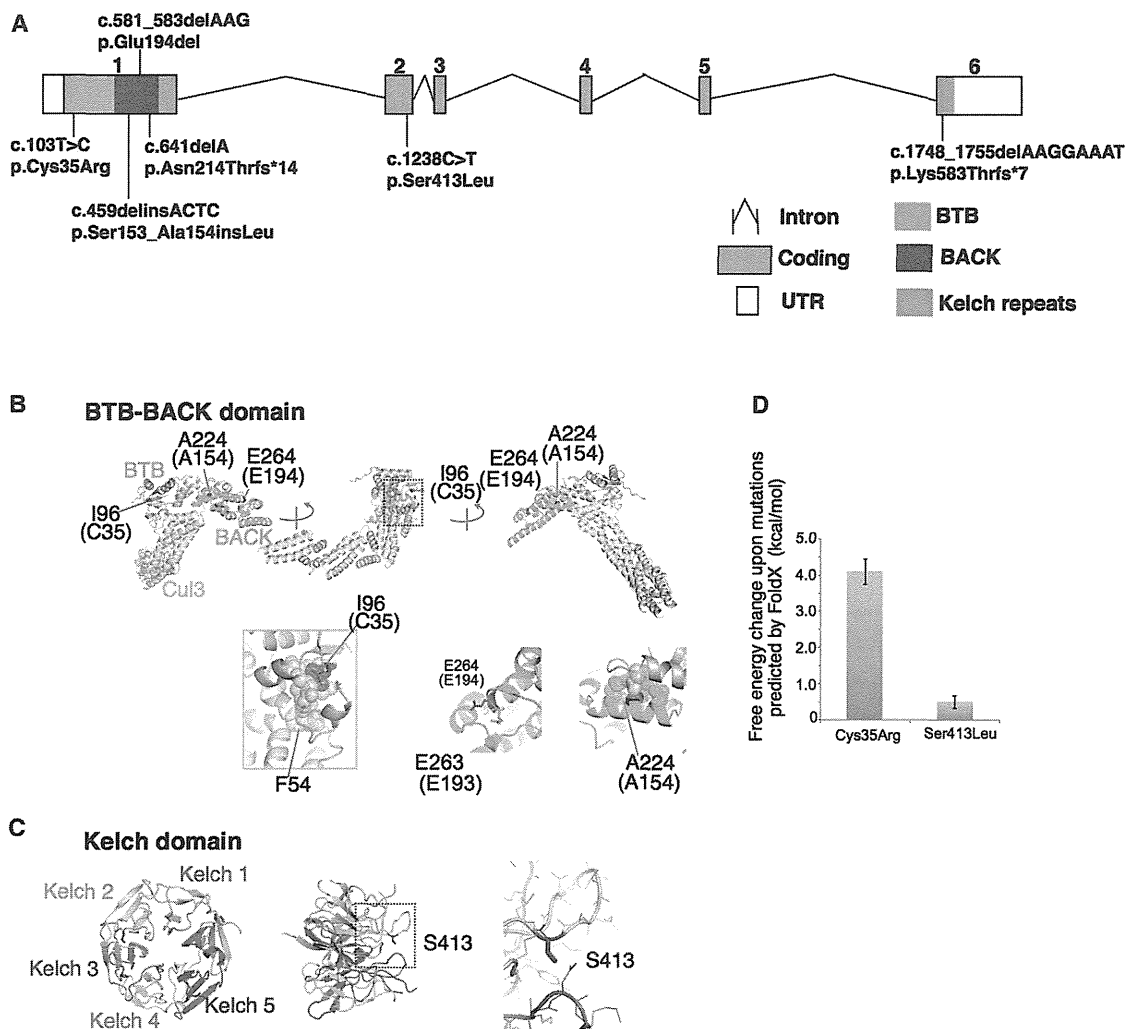 A
c.581_583delAAG
p.Glu194del
1
2
3
4
5
6
c.103T>C
p.Cys35Arg
c.641delA
p.Asn214Thrfs*14
c.459delinsACTC
p.Ser153_Ala154insLeu
c.1238C>T
p.Ser413Leu
c.1748_1755delAAGGAAAT
p.Lys583Thrfs*7
Intron
Coding
UTR
BTB
BACK
Kelch repeats
B
BTB-BACK domain
BTB
A224
(A154)
E264
(E194)
I96
(C35)
BACK
Cul3
I96
(C35)
E264
(E194)
A224
(A154)
I96
(C35)
F54
E264
(E194)
E263
(E193)
A224
(A154)
D
Free energy change upon mutations
predicted by FoldX (kcal/mol)
5.0
4.0
3.0
2.0
1.0
0
Cys35Arg
Ser413Leu
C
Kelch domain
Kelch 1
Kelch 2
Kelch 3
Kelch 4
Kelch 5
S413
S413